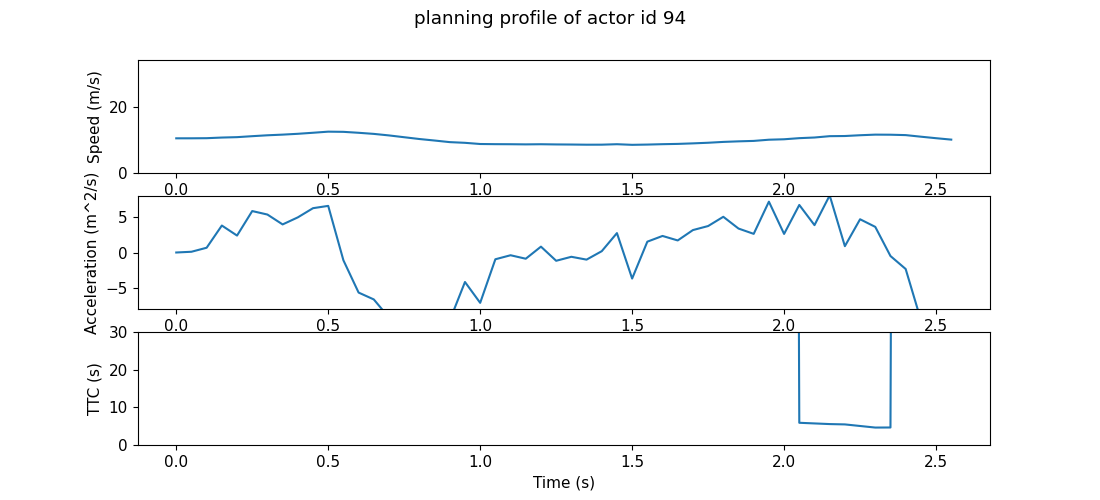 planning profile of actor id 94
Speed (m/s)
20
0
0.0 0.5 1.0 1.5 2.0 2.5
Acceleration (m^2/s)
5
0
−5
0.0 0.5 1.0 1.5 2.0 2.5
TTC (s)
30
20
10
0
0.0 0.5 1.0 1.5 2.0 2.5
Time (s)